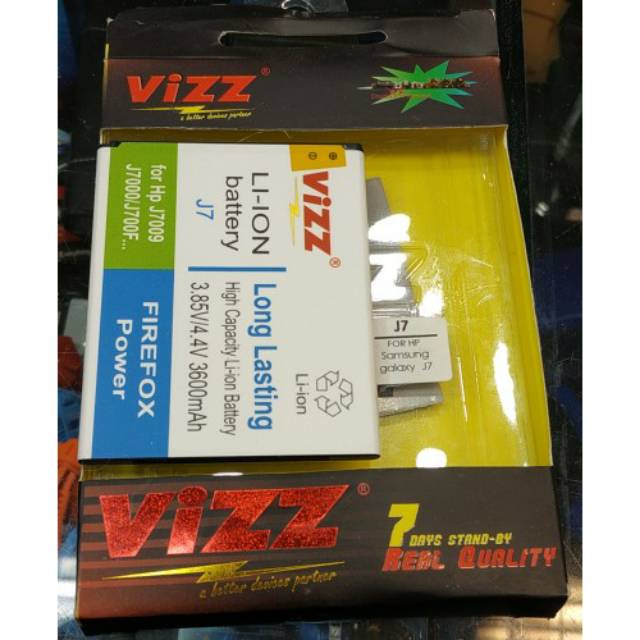 ViZZ®
a better devices partner
ViZZ®
LI-ION
battery
J7
for Hp J7009
J7000/J700F...
Long Lasting
High Capacity Li-ion Battery
3.85V/4.4V 3600mAh
FIREFOX
Power
Li-ion
J7
FOR HP
Samsung
galaxy J7
ViZZ®
a better devices partner
7 DAYS STAND-BY
REAL QUALITY